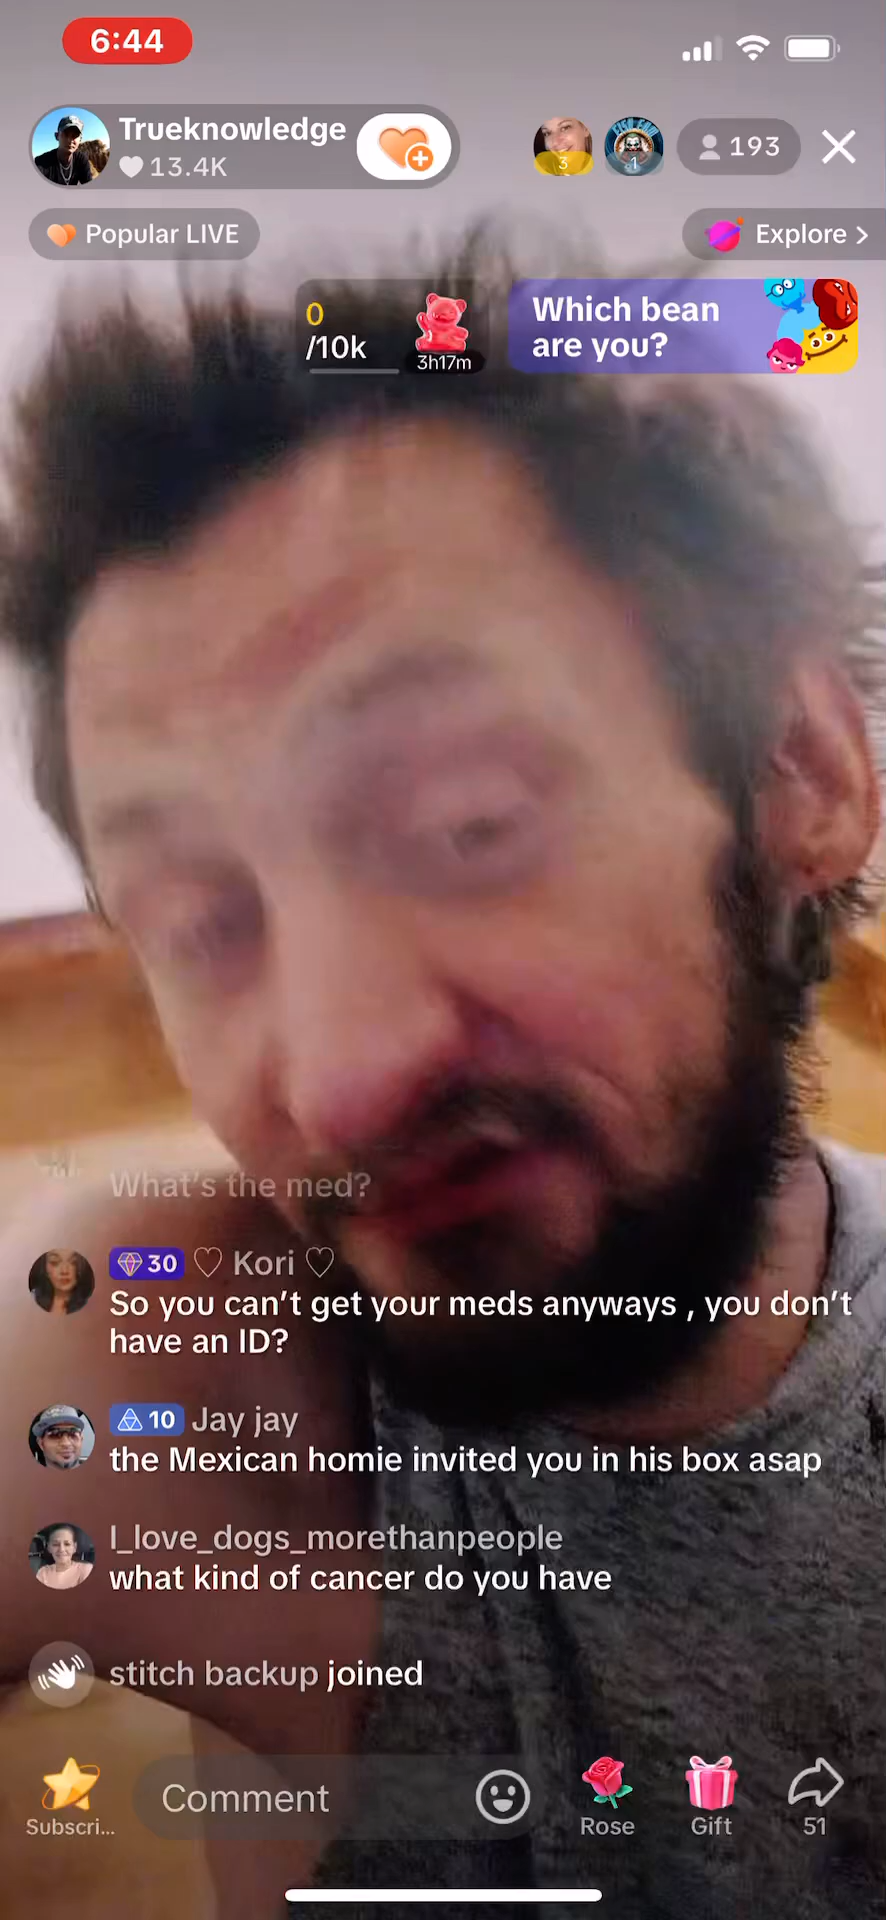 6:44
Trueknowledge
13.4K
3
1
193
Popular LIVE
Explore >
0
/10k
3h17m
Which bean
are you?
What's the med?
30 ♡ Kori ♡
So you can't get your meds anyways , you don't
have an ID?
10 Jay jay
the Mexican homie invited you in his box asap
I_love_dogs_morethanpeople
what kind of cancer do you have
stitch backup joined
Subscri...
Comment
Rose
Gift
51